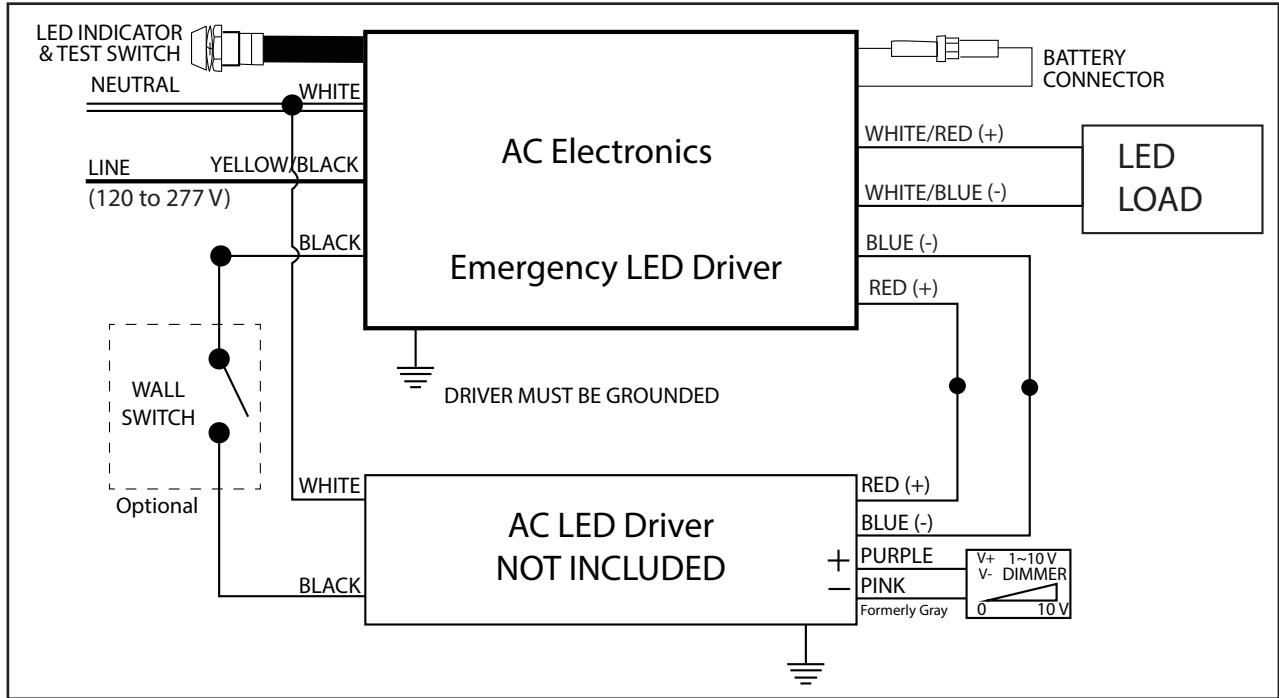 LED INDICATOR
& TEST SWITCH
NEUTRAL
WHITE
LINE
YELLOW/BLACK
(120 to 277 V)
BLACK
AC Electronics
Emergency LED Driver
BATTERY
CONNECTOR
WHITE/RED (+)
WHITE/BLUE (-)
LED
LOAD
BLUE (-)
RED (+)
DRIVER MUST BE GROUNDED
WALL
SWITCH
Optional
WHITE
BLACK
AC LED Driver
NOT INCLUDED
RED (+)
BLUE (-)
+ PURPLE
− PINK
Formerly Gray
V+ 1~10 V
V- DIMMER
0 10 V